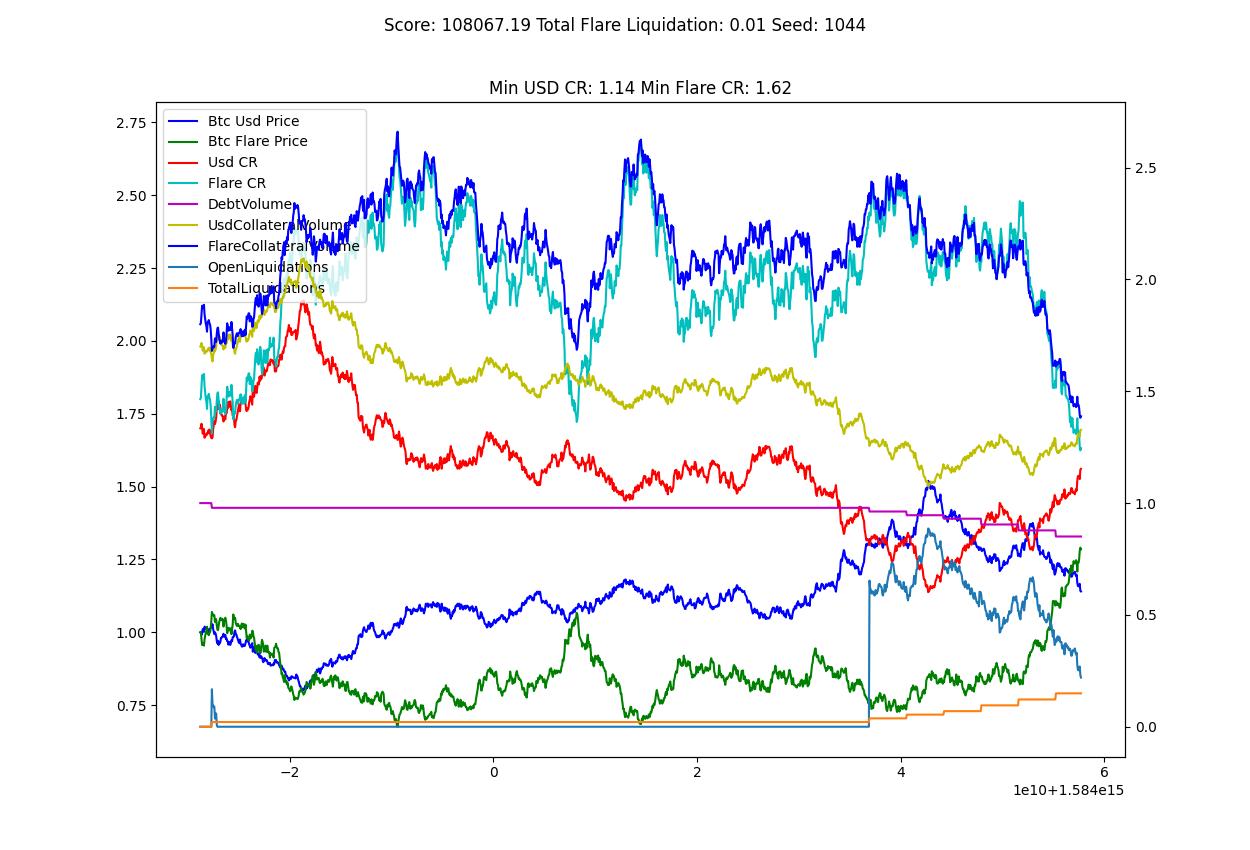 Score: 108067.19 Total Flare Liquidation: 0.01 Seed: 1044
Min USD CR: 1.14 Min Flare CR: 1.62
Btc Usd Price
Btc Flare Price
Usd CR
Flare CR
DebtVolume
UsdCollateralVolume
FlareCollateralVolume
OpenLiquidations
TotalLiquidations
2.75
2.50
2.25
2.00
1.75
1.50
1.25
1.00
0.75
2.5
2.0
1.5
1.0
0.5
0.0
−2 0 2 4 6
1e10+1.584e15